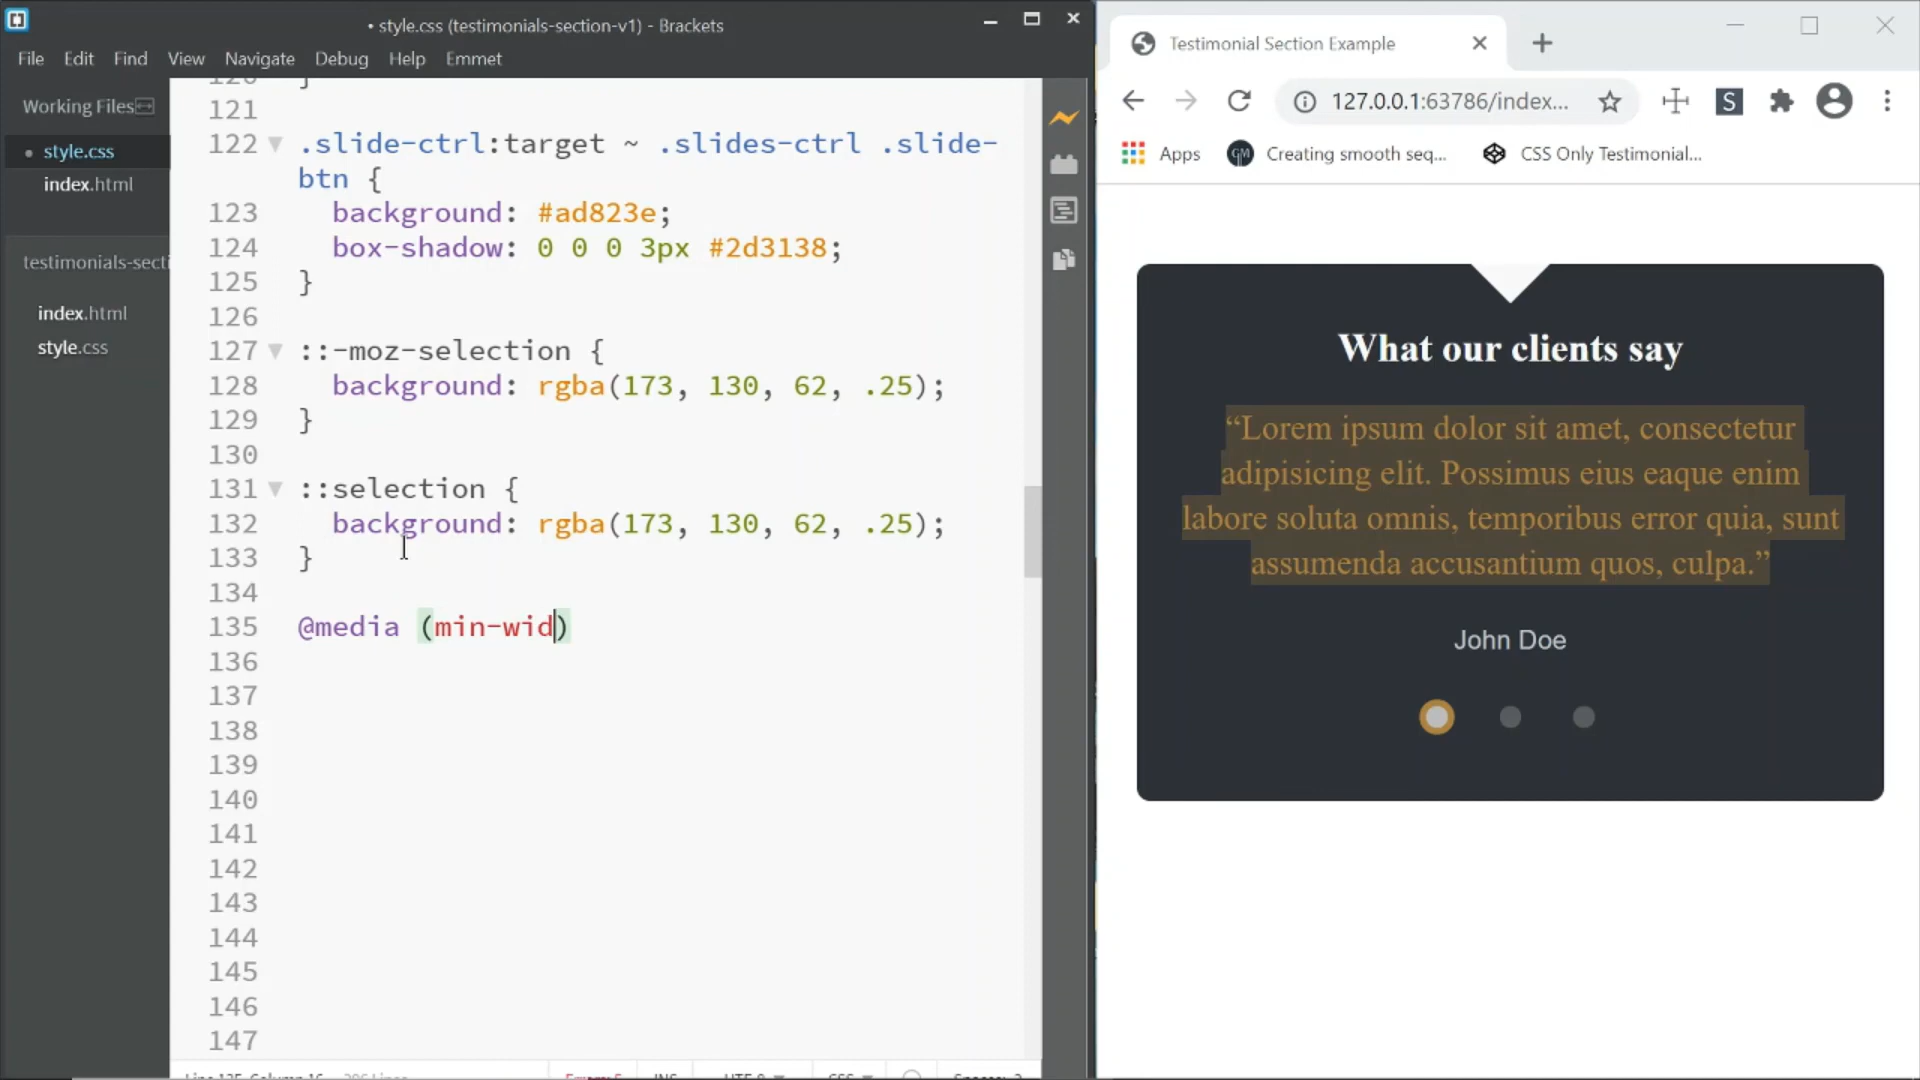 • style.css (testimonials-section-v1) - Brackets
File Edit Find View Navigate Debug Help Emmet
Working Files
• style.css
index.html
testimonials-secti
index.html
style.css
121
122 .slide-ctrl:target ~ .slides-ctrl .slide-
btn {
123 background: #ad823e;
124 box-shadow: 0 0 0 3px #2d3138;
125 }
126
127 ::-moz-selection {
128 background: rgba(173, 130, 62, .25);
129 }
130
131 ::selection {
132 background: rgba(173, 130, 62, .25);
133 }
134
135 @media (min-wid)
136
137
138
139
140
141
142
143
144
145
146
147
Testimonial Section Example
127.0.0.1:63786/index...
S
Apps
GM
Creating smooth seq...
CSS Only Testimonial...
What our clients say
“Lorem ipsum dolor sit amet, consectetur
adipisicing elit. Possimus eius eaque enim
labore soluta omnis, temporibus error quia, sunt
assumenda accusantium quos, culpa.”
John Doe